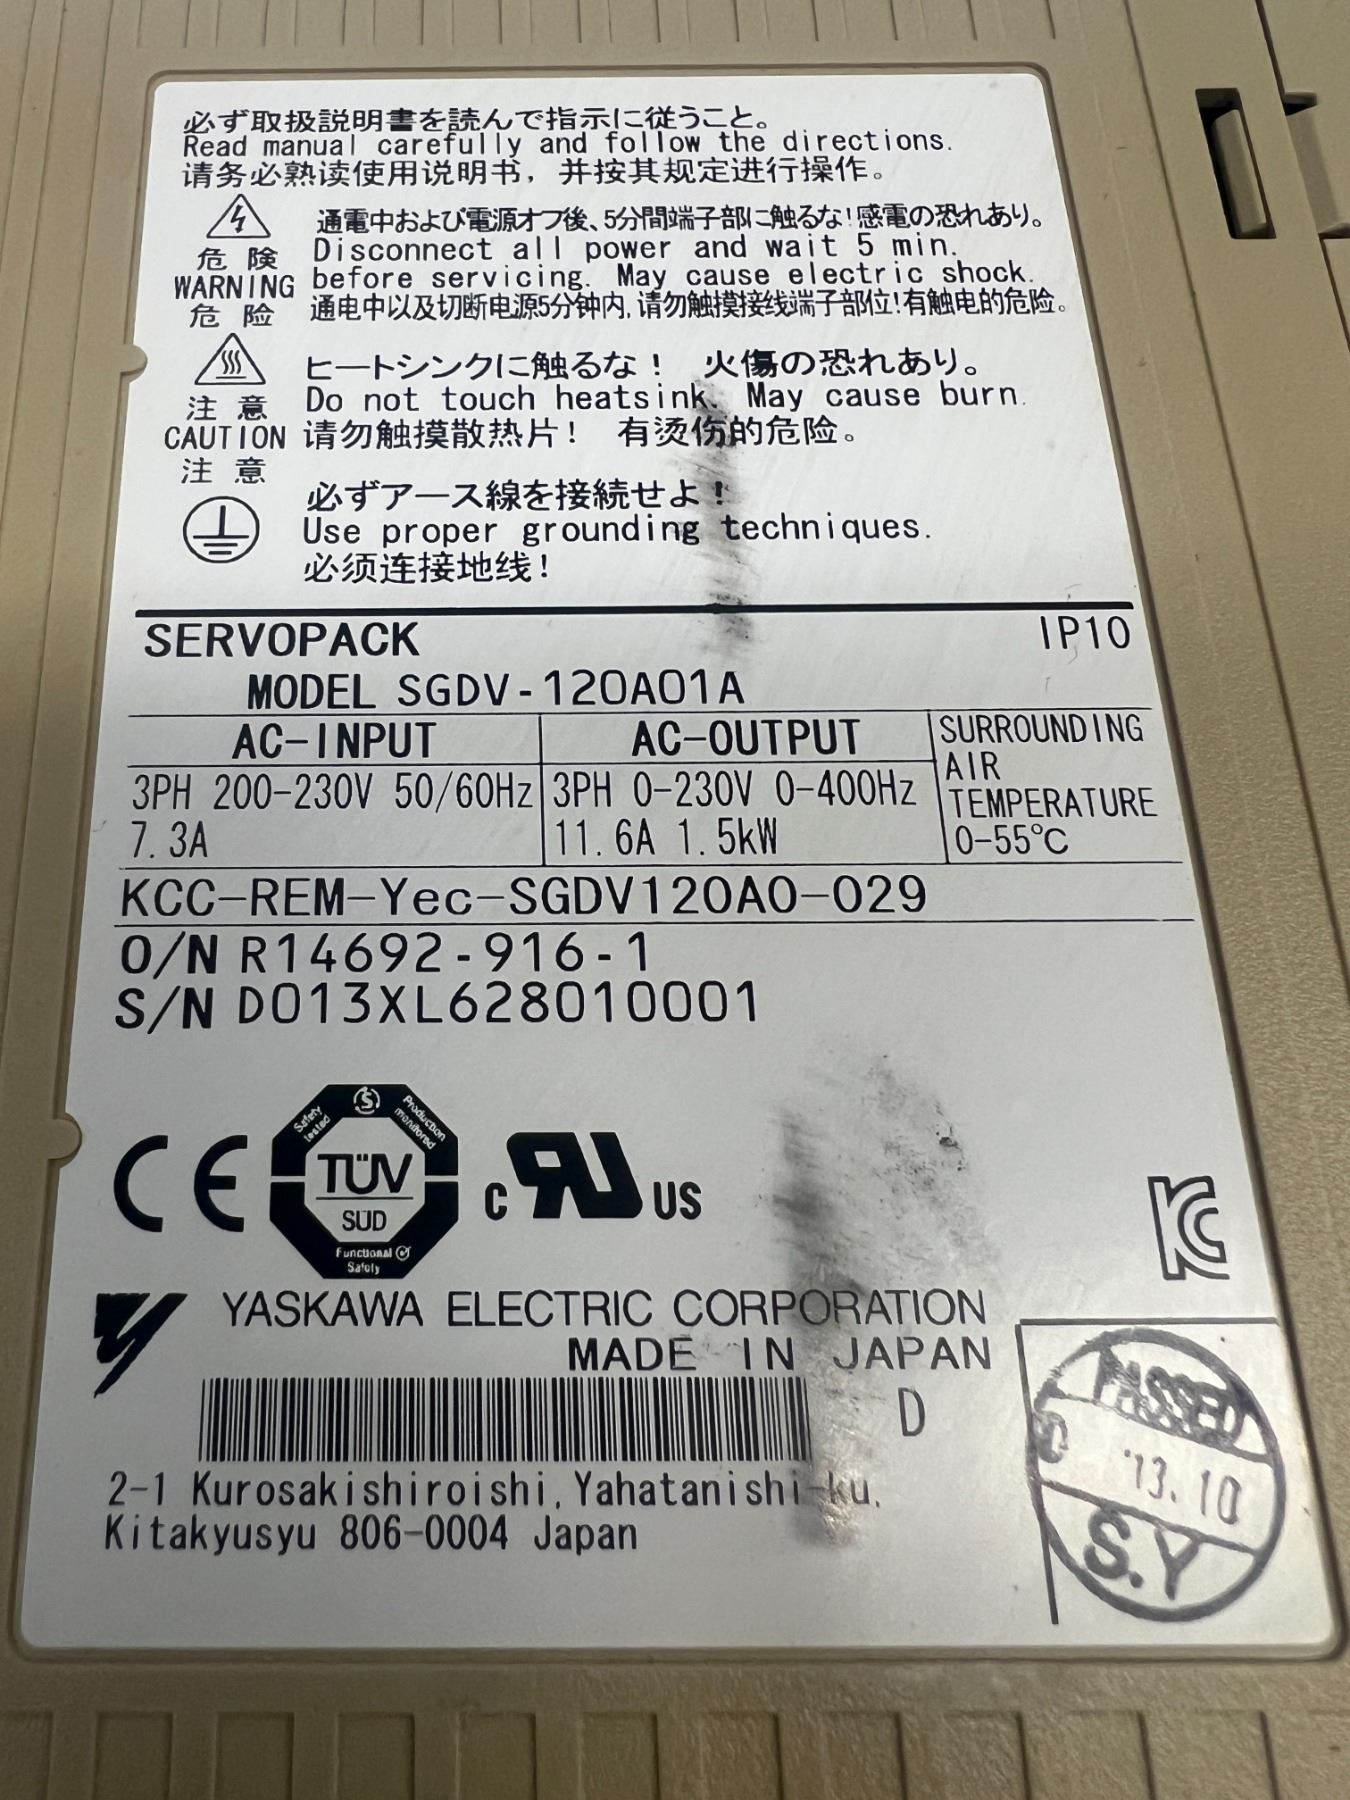 必ず取扱説明書を読んで指示に従うこと。
Read manual carefully and follow the directions.
请务必熟读使用说明书，并按其规定进行操作。
危険
WARNING
危险
通電中および電源オフ後、5分間端子部に触るな！感電の恐れあり。
Disconnect all power and wait 5 min.
before servicing. May cause electric shock.
通电中以及切断电源5分钟内，请勿触摸接线端子部位！有触电的危险。
注意
CAUTION
注意
ヒートシンクに触るな！ 火傷の恐れあり。
Do not touch heatsink. May cause burn.
请勿触摸散热片！ 有烫伤的危险。
必ずアース線を接続せよ！
Use proper grounding techniques.
必须连接地线！
SERVOPACK IP10
MODEL SGDV-120A01A
AC-INPUT
3PH 200-230V 50/60Hz
7.3A
AC-OUTPUT
3PH 0-230V 0-400Hz
11.6A 1.5kW
SURROUNDING
AIR
TEMPERATURE
0-55℃
KCC-REM-Yec-SGDV120A0-029
O/N R14692-916-1
S/N D013XL628010001
CE
Safety tested
S
Production monitored
TÜV
SÜD
Functional
Safety
c RU US
KC
YASKAWA ELECTRIC CORPORATION
MADE IN JAPAN
D
2-1 Kurosakishiroishi, Yahatanishi-ku,
Kitakyusyu 806-0004 Japan
PASSED
'13.10
S.Y